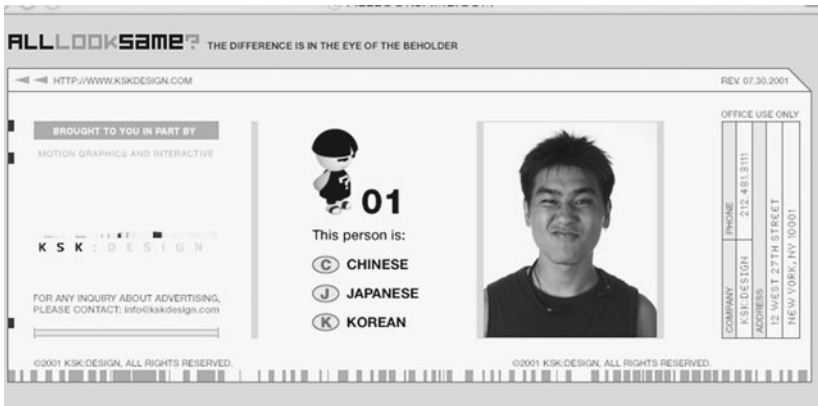 ALLLOOKSAME? THE DIFFERENCE IS IN THE EYE OF THE BEHOLDER
HTTP://WWW.KSKDESIGN.COM
REV. 07.30.2001
BROUGHT TO YOU IN PART BY
MOTION GRAPHICS AND INTERACTIVE
KSK:DESIGN
FOR ANY INQUIRY ABOUT ADVERTISING,
PLEASE CONTACT: info@kskdesign.com
©2001 KSK:DESIGN, ALL RIGHTS RESERVED.
01
This person is:
C CHINESE
J JAPANESE
K KOREAN
©2001 KSK:DESIGN, ALL RIGHTS RESERVED.
OFFICE USE ONLY
COMPANY PHONE
KSK:DESIGN 212.481.3111
ADDRESS
12 WEST 27TH STREET
NEW YORK, NY 10001